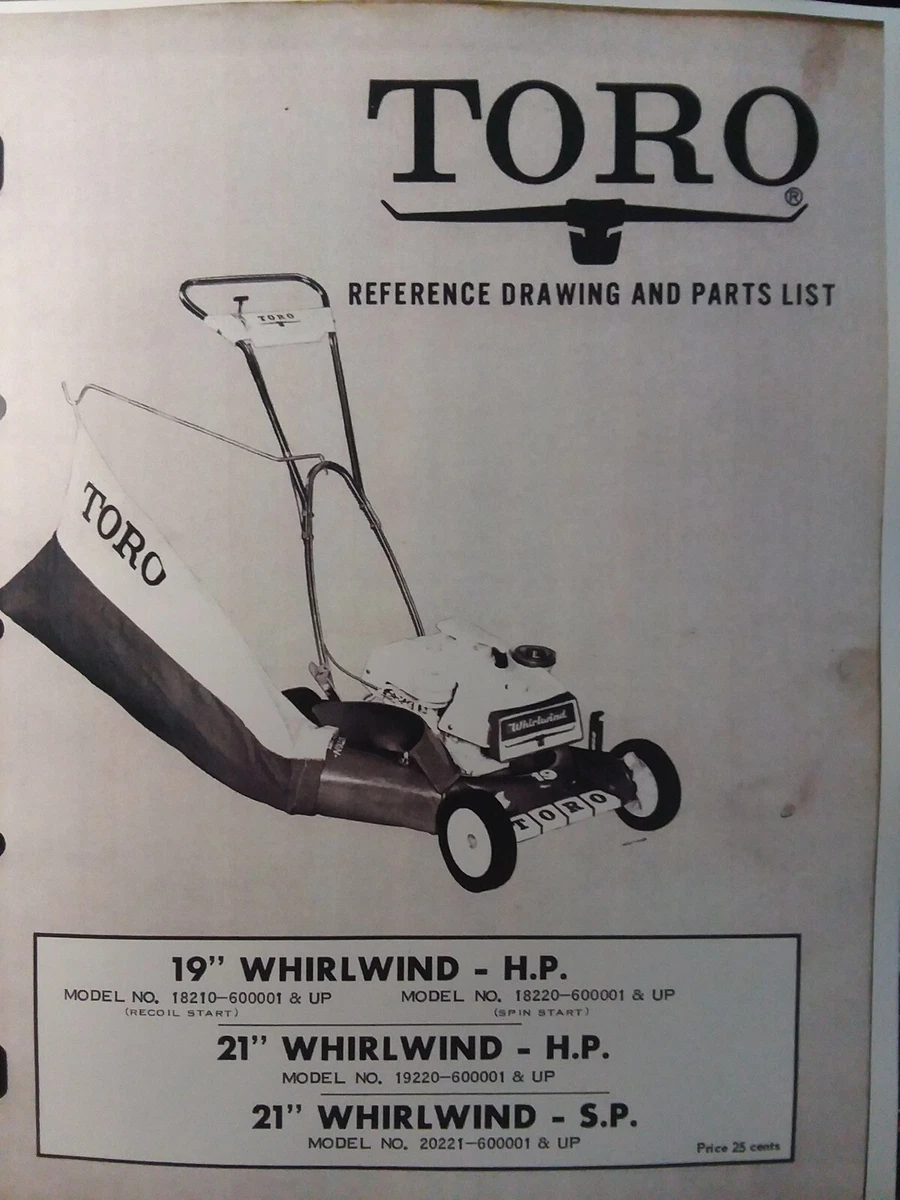 TORO
®
REFERENCE DRAWING AND PARTS LIST
TORO
TORO
Whirlwind
19
TORO
19" WHIRLWIND - H.P.
MODEL NO. 18210-600001 & UP MODEL NO. 18220-600001 & UP
(RECOIL START) (SPIN START)
21" WHIRLWIND - H.P.
MODEL NO. 19220-600001 & UP
21" WHIRLWIND - S.P.
MODEL NO. 20221-600001 & UP
Price 25 cents